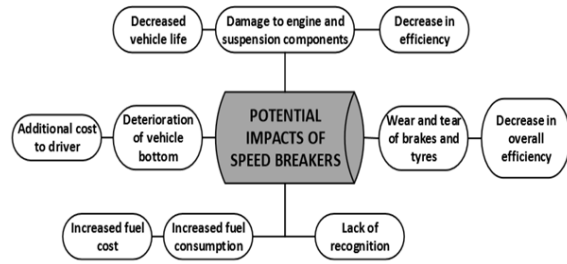 Decreased
vehicle life
Damage to engine and
suspension components
Decrease in
efficiency
Additional cost
to driver
Deterioration
of vehicle
bottom
POTENTIAL
IMPACTS OF
SPEED BREAKERS
Wear and tear
of brakes and
tyres
Decrease
in overall
efficiency
Increased fuel
cost
Increased fuel
consumption
Lack of
recognition